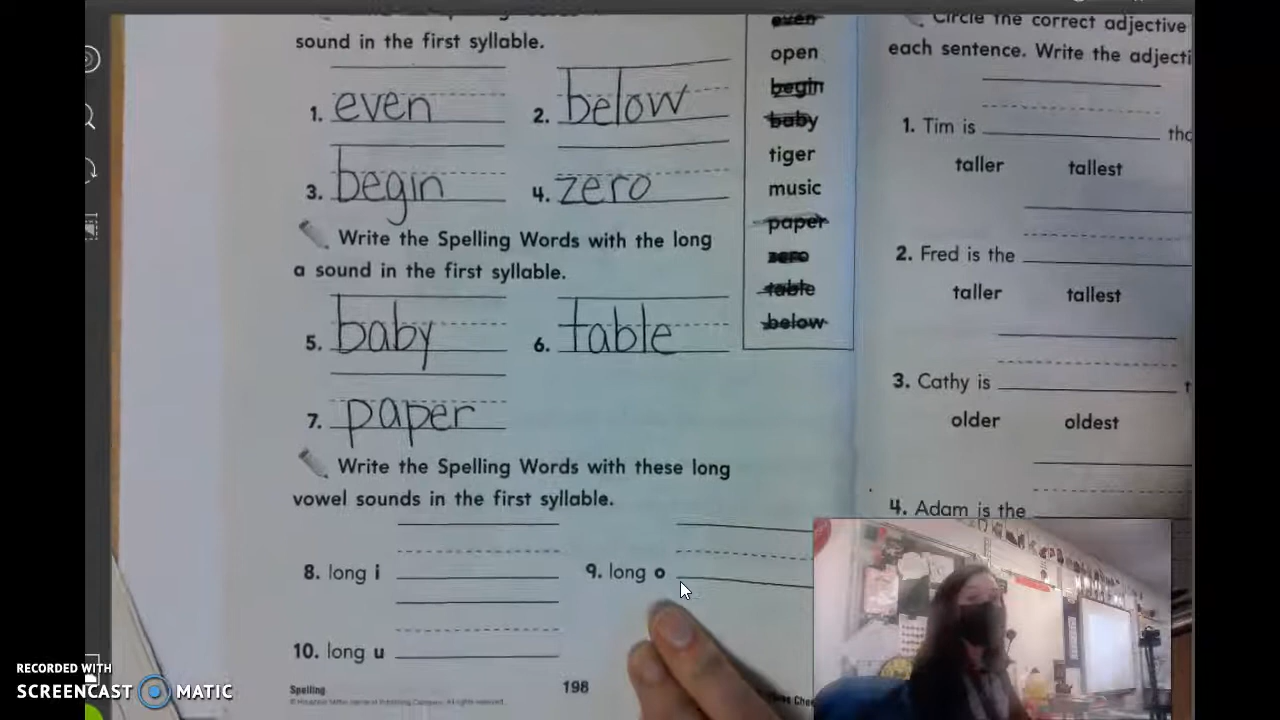 sound in the first syllable.
1. even 2. below
3. begin 4. zero
Write the Spelling Words with the long
a sound in the first syllable.
5. baby 6. table
7. paper
Write the Spelling Words with these long
vowel sounds in the first syllable.
8. long i 9. long o
10. long u
Spelling
198
even
open
begin
baby
tiger
music
paper
zero
table
below
Circle the correct adjective
each sentence. Write the adjecti
1. Tim is tha
taller tallest
2. Fred is the
taller tallest
3. Cathy is t
older oldest
4. Adam is the
RECORDED WITH
SCREENCAST MATIC